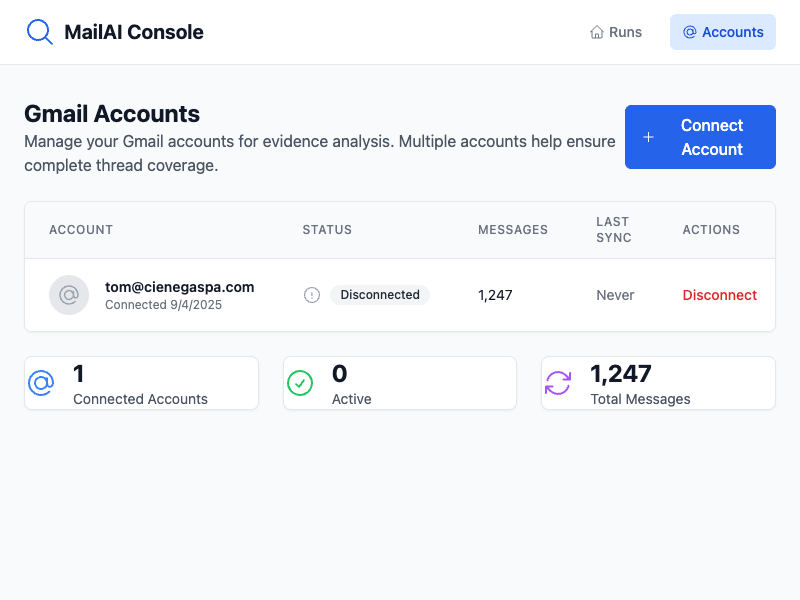 MailAI Console
Runs
Accounts
Gmail Accounts
Manage your Gmail accounts for evidence analysis. Multiple accounts help ensure
complete thread coverage.
Connect
Account
ACCOUNT
STATUS
MESSAGES
LAST
SYNC
ACTIONS
tom@cienegaspa.com
Connected 9/4/2025
Disconnected
1,247
Never
Disconnect
1
Connected Accounts
0
Active
1,247
Total Messages